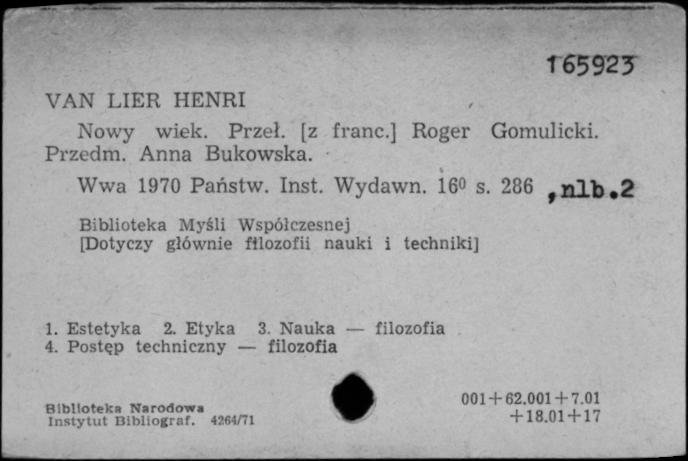 165923
VAN LIER HENRI
Nowy wiek. Przeł. [z franc.] Roger Gomulicki.
Przedm. Anna Bukowska.
Wwa 1970 Państw. Inst. Wydawn. 16⁰ s. 286 , nlb.2
Biblioteka Myśli Współczesnej
[Dotyczy głównie filozofii nauki i techniki]
1. Estetyka 2. Etyka 3. Nauka — filozofia
4. Postęp techniczny — filozofia
Biblioteka Narodowa
Instytut Bibliograf. 4264/71
001+62.001+7.01
+18.01+17